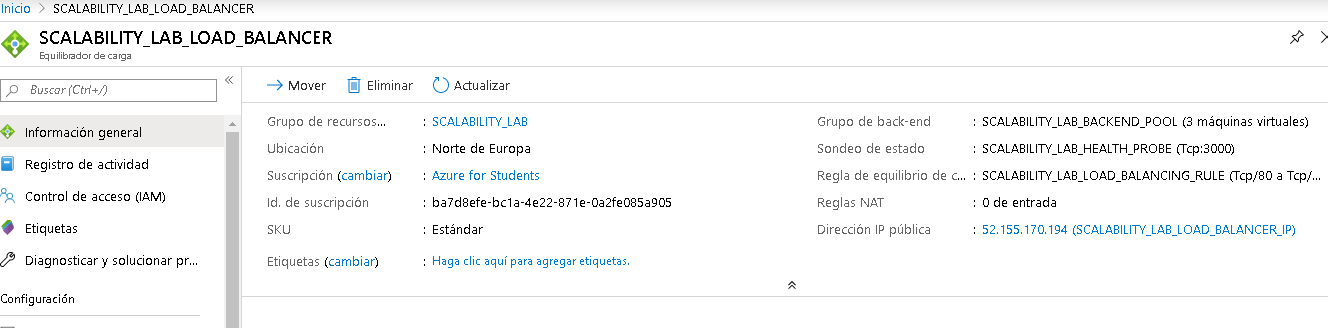 Inicio > SCALABILITY_LAB_LOAD_BALANCER
SCALABILITY_LAB_LOAD_BALANCER
Equilibrador de carga
Buscar (Ctrl+/)
«
Información general
Registro de actividad
Control de acceso (IAM)
Etiquetas
Diagnosticar y solucionar pr...
Configuración
Mover Eliminar Actualizar
Grupo de recursos... : SCALABILITY_LAB
Ubicación : Norte de Europa
Suscripción (cambiar) : Azure for Students
Id. de suscripción : ba7d8efe-bc1a-4e22-871e-0a2fe085a905
SKU : Estándar
Etiquetas (cambiar) : Haga clic aquí para agregar etiquetas.
Grupo de back-end : SCALABILITY_LAB_BACKEND_POOL (3 máquinas virtuales)
Sondeo de estado : SCALABILITY_LAB_HEALTH_PROBE (Tcp:3000)
Regla de equilibrio de c... : SCALABILITY_LAB_LOAD_BALANCING_RULE (Tcp/80 a Tcp/...
Reglas NAT : 0 de entrada
Dirección IP pública : 52.155.170.194 (SCALABILITY_LAB_LOAD_BALANCER_IP)